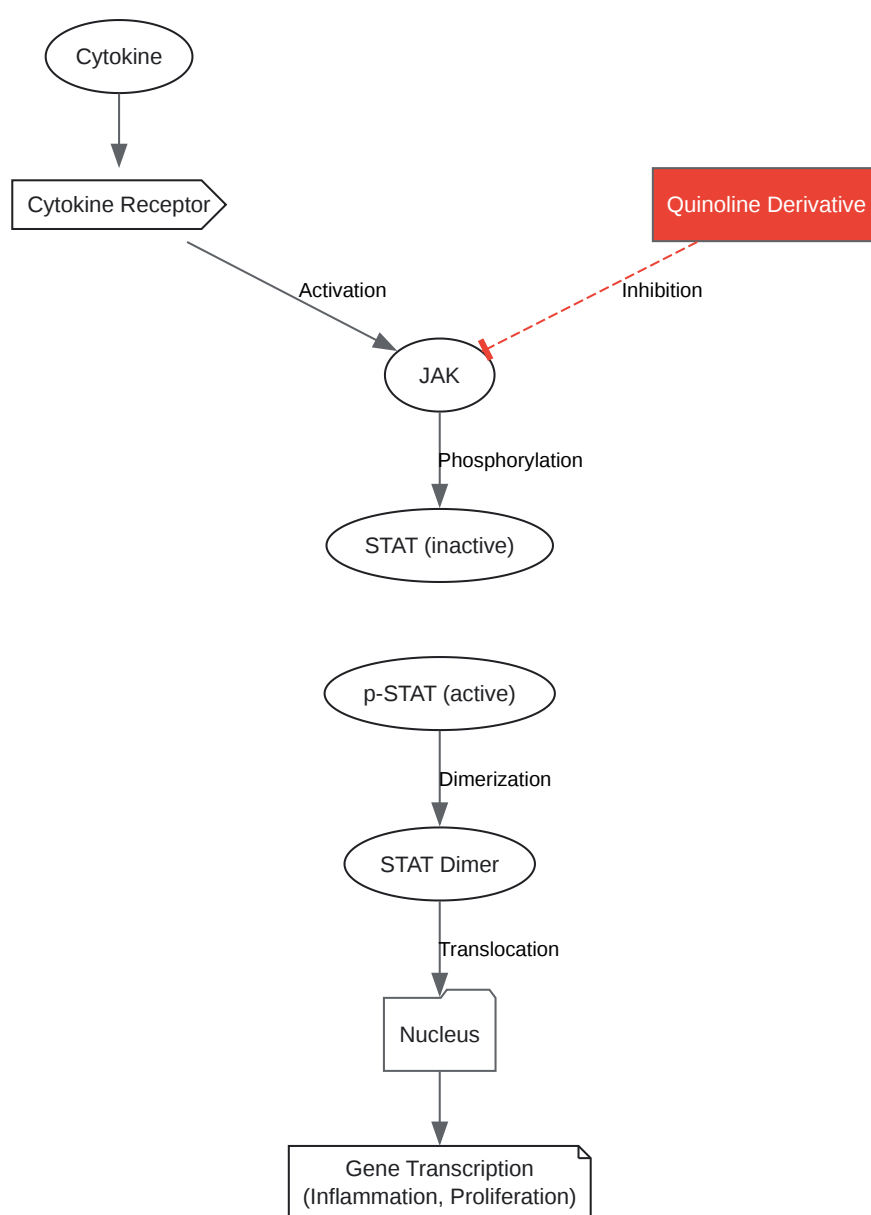 Cytokine
Cytokine Receptor
Quinoline Derivative
Activation
Inhibition
JAK
Phosphorylation
STAT (inactive)
p-STAT (active)
Dimerization
STAT Dimer
Translocation
Nucleus
Gene Transcription
(Inflammation, Proliferation)